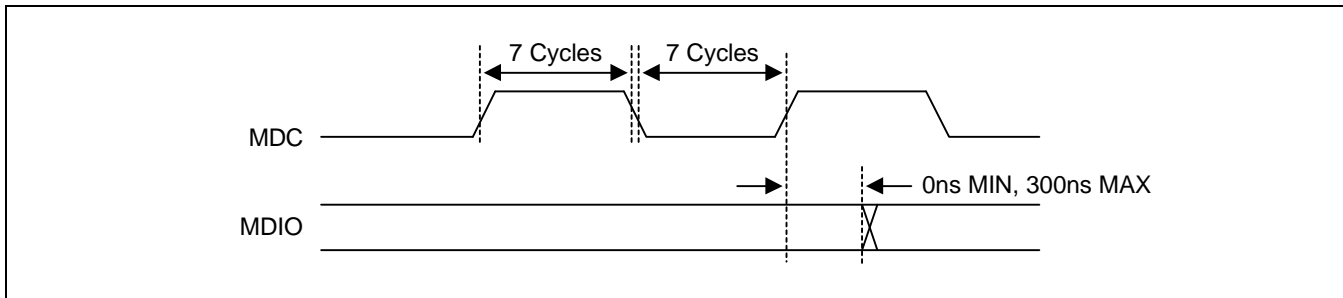 7 Cycles
7 Cycles
MDC
0ns MIN, 300ns MAX
MDIO